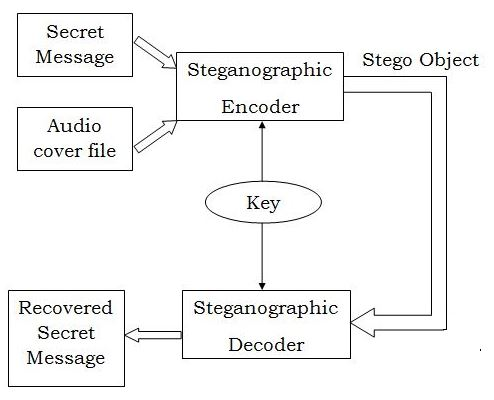 Secret
Message
Steganographic
Encoder
Stego Object
Audio
cover file
Key
Recovered
Secret
Message
Steganographic
Decoder